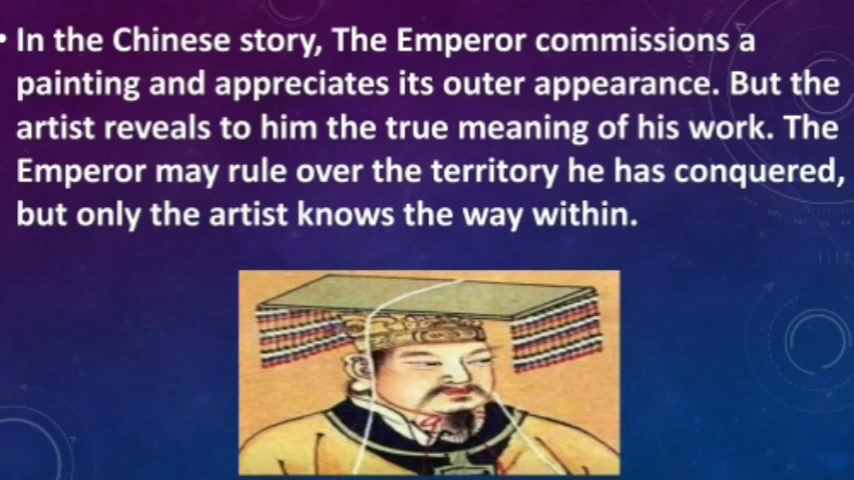 • In the Chinese story, The Emperor commissions a
painting and appreciates its outer appearance. But the
artist reveals to him the true meaning of his work. The
Emperor may rule over the territory he has conquered,
but only the artist knows the way within.